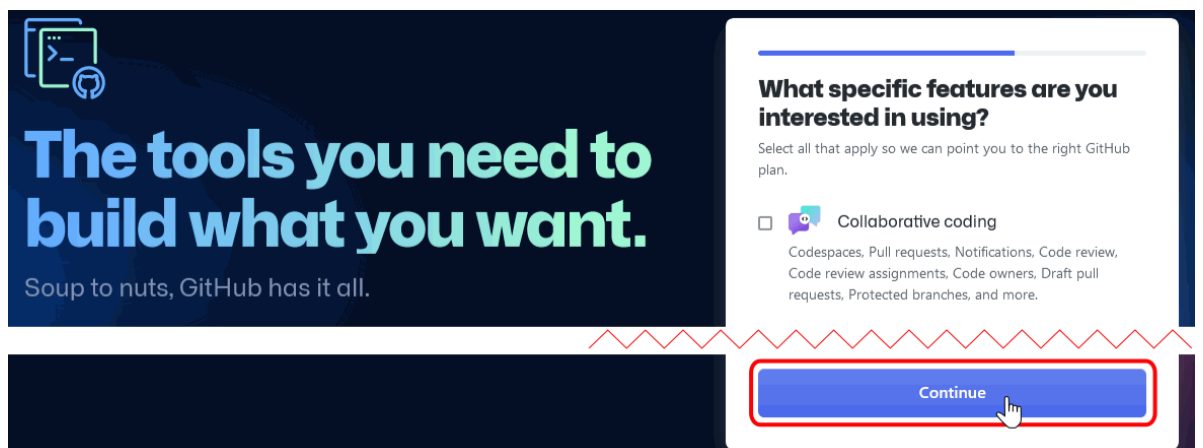 The tools you need to
build what you want.
Soup to nuts, GitHub has it all.
What specific features are you
interested in using?
Select all that apply so we can point you to the right GitHub
plan.
Collaborative coding
Codespaces, Pull requests, Notifications, Code review,
Code review assignments, Code owners, Draft pull
requests, Protected branches, and more.
Continue